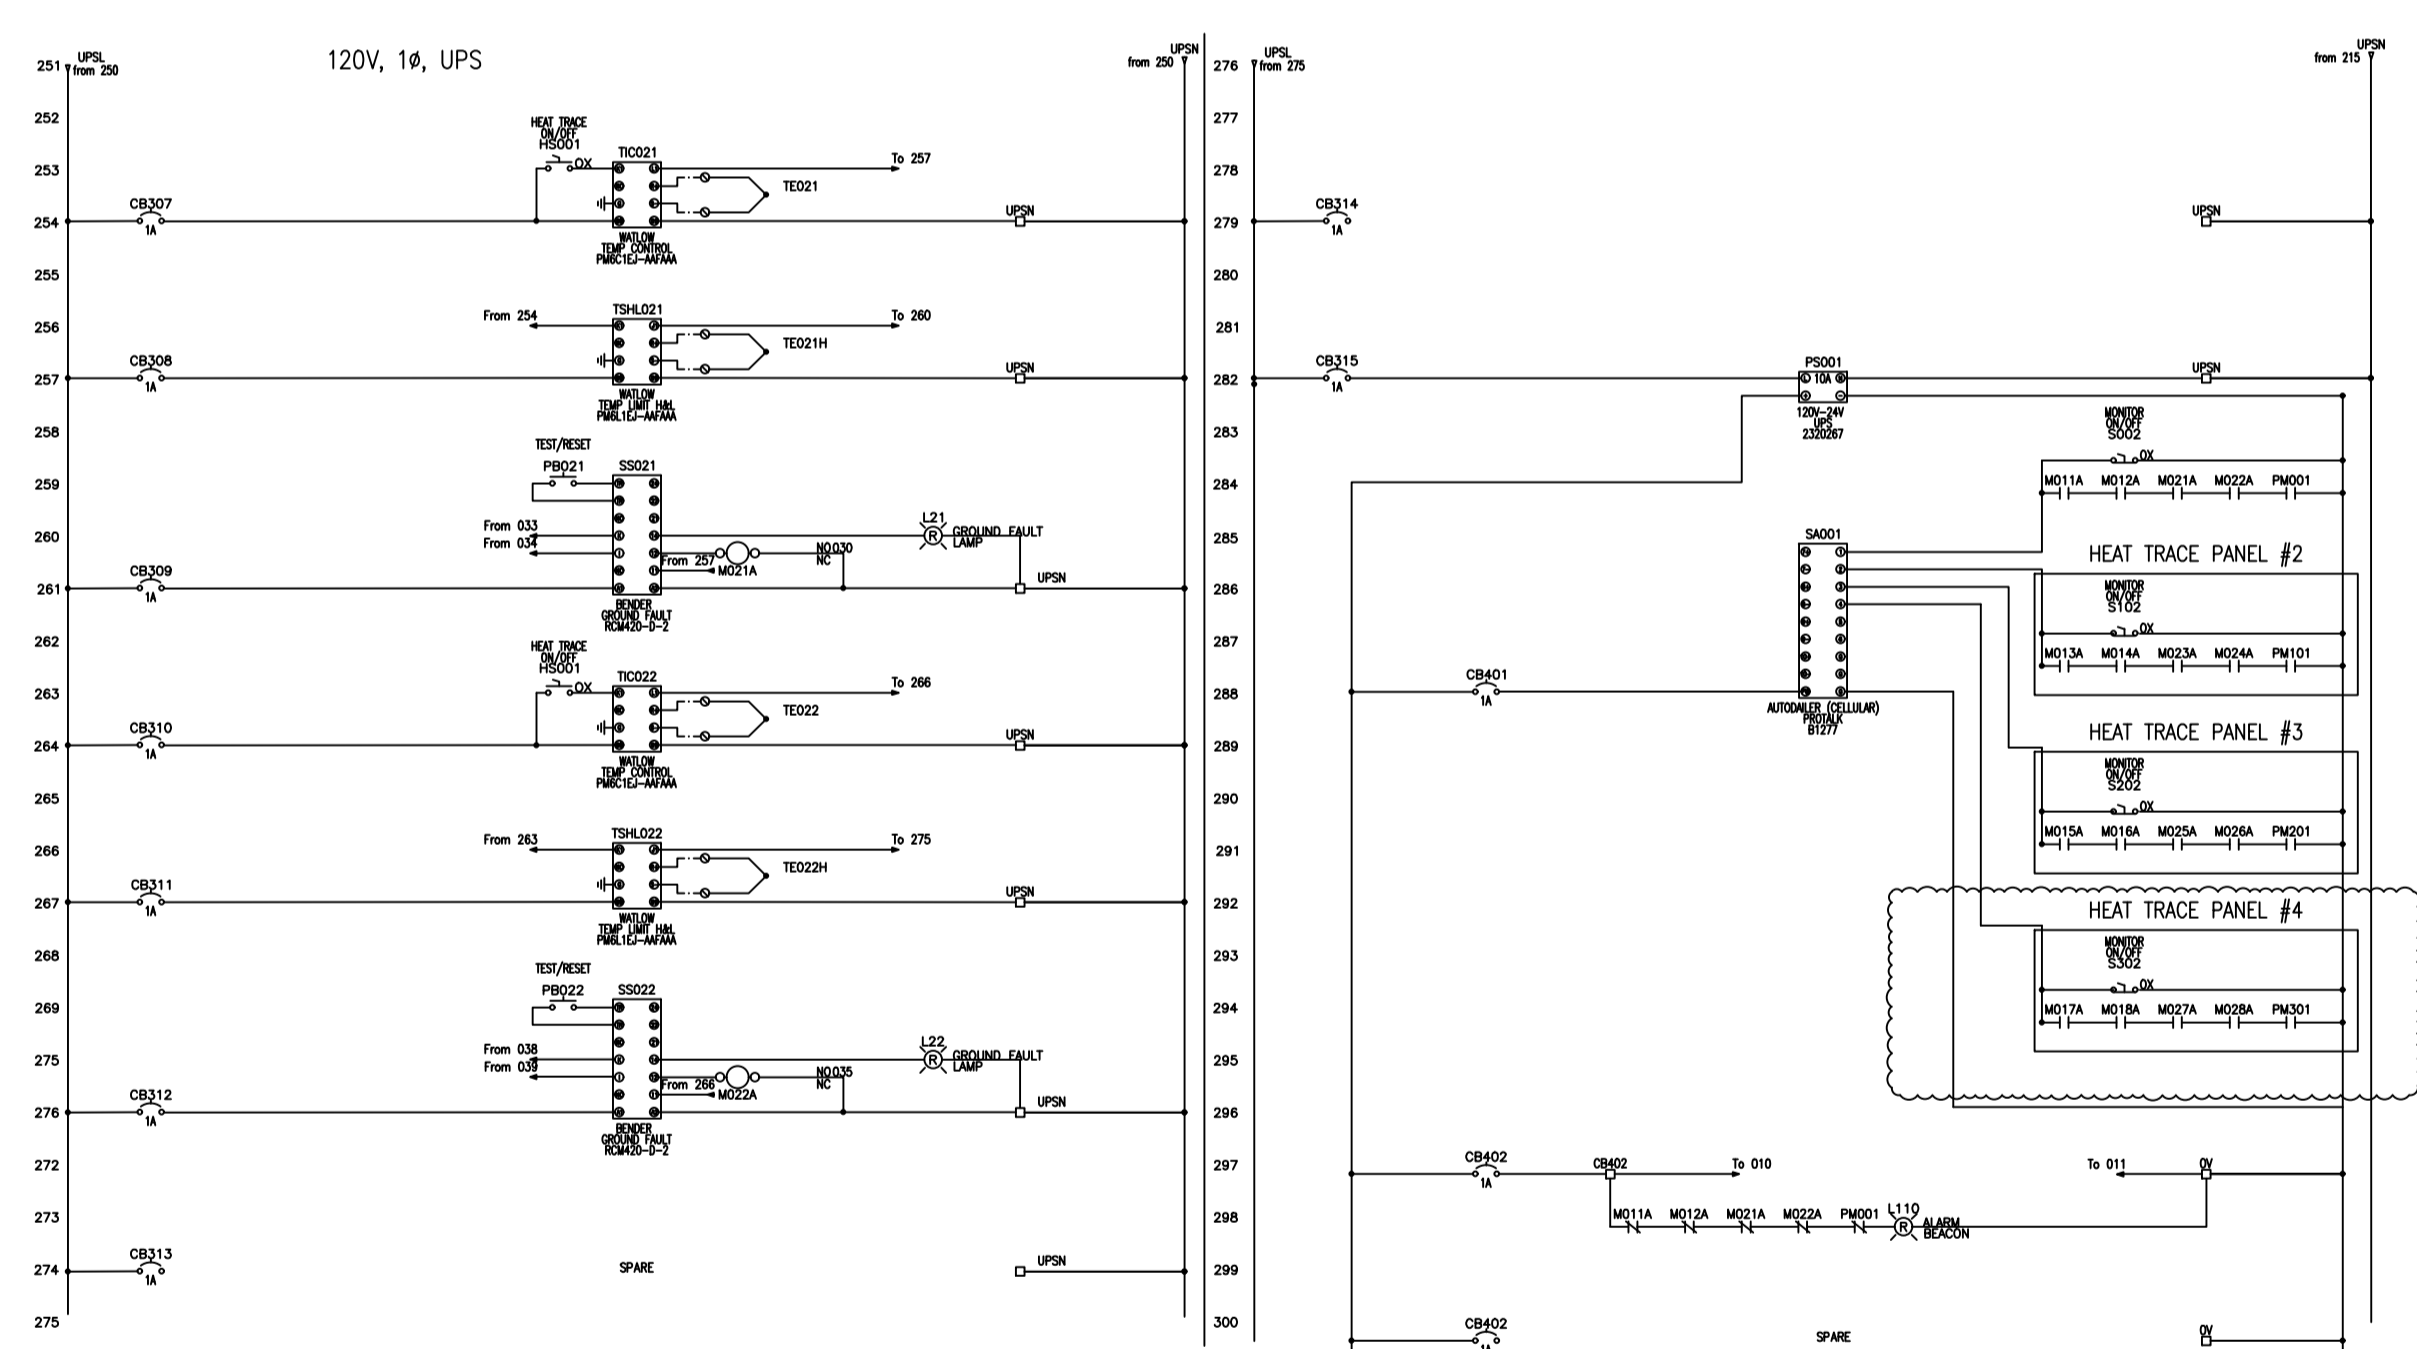 120V, 1ø, UPS
UPSL
from 250
UPSN
from 250
251
252
HEAT TRACE
ON/OFF
HS001
OX
TIC021
To 257
253
TE021
CB307
1A
UPSN
254
WATLOW
TEMP CONTROL
PM6C1EJ-AAFAAA
255
TSHL021
From 254
To 260
256
TE021H
CB308
1A
UPSN
257
WATLOW
TEMP LIMIT H&L
PM6L1EJ-AAFAAA
258
TEST/RESET
PB021
SS021
259
From 033
L21
R
GROUND FAULT
LAMP
260
From 034
From 257
M021A
NO030
NC
CB309
1A
UPSN
261
BENDER
GROUND FAULT
RCM420-D-2
262
HEAT TRACE
ON/OFF
HS001
OX
TIC022
To 266
263
TE022
CB310
1A
UPSN
264
WATLOW
TEMP CONTROL
PM6C1EJ-AAFAAA
265
TSHL022
From 263
To 275
266
TE022H
CB311
1A
UPSN
267
WATLOW
TEMP LIMIT H&L
PM6L1EJ-AAFAAA
268
TEST/RESET
PB022
SS022
269
From 038
L22
R
GROUND FAULT
LAMP
275
From 039
From 266
M022A
NO035
NC
CB312
1A
UPSN
276
BENDER
GROUND FAULT
RCM420-D-2
272
273
CB313
1A
SPARE
UPSN
274
275
UPSL
from 275
UPSN
from 215
276
277
278
CB314
1A
UPSN
279
280
281
CB315
1A
PS001
L 10A N
+ −
UPSN
282
120V-24V
UPS
2320267
MONITOR
ON/OFF
S002
OX
283
M011A M012A M021A M022A PM001
284
SA001
285
HEAT TRACE PANEL #2
MONITOR
ON/OFF
S102
OX
286
287
M013A M014A M023A M024A PM101
CB401
1A
288
AUTODAILER (CELLULAR)
PROTALK
B1277
HEAT TRACE PANEL #3
289
MONITOR
ON/OFF
S202
OX
290
M015A M016A M025A M026A PM201
291
292
HEAT TRACE PANEL #4
MONITOR
ON/OFF
S302
OX
293
294
M017A M018A M027A M028A PM301
295
296
CB402
1A
CB402
To 010
To 011
0V
297
M011A M012A M021A M022A PM001
L110
R
ALARM
BEACON
298
299
300
CB402
1A
SPARE
0V